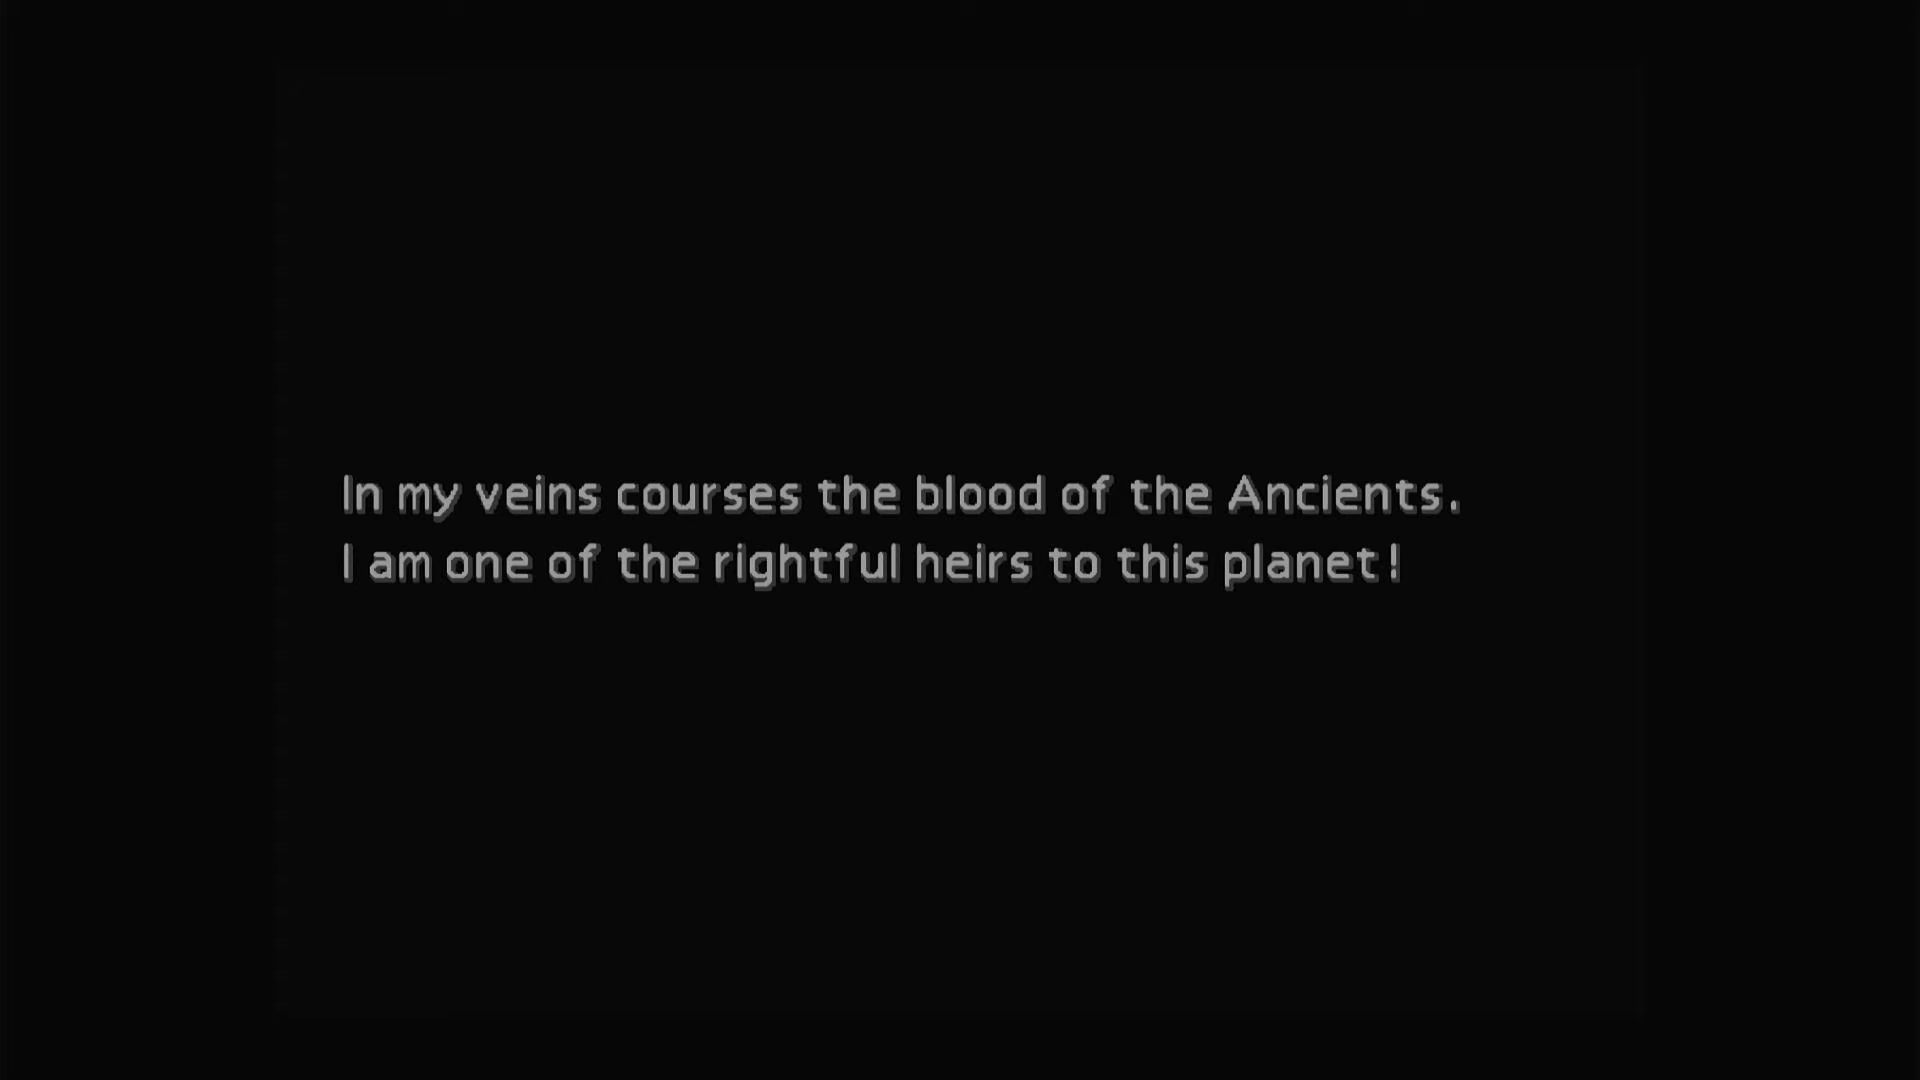 In my veins courses the blood of the Ancients.
I am one of the rightful heirs to this planet!